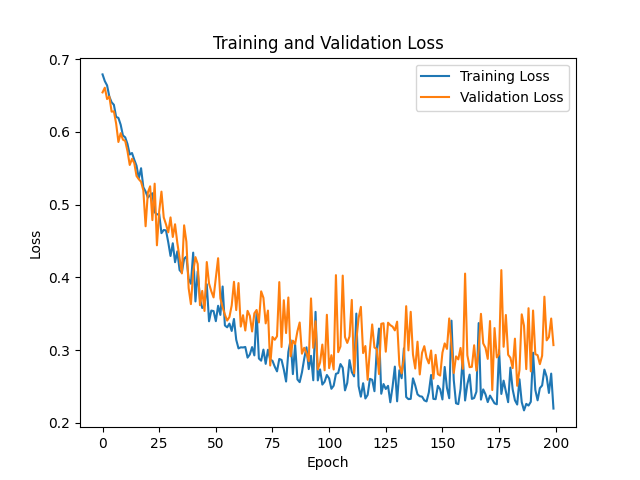 Training and Validation Loss
Training Loss
Validation Loss
Loss
0.7
0.6
0.5
0.4
0.3
0.2
0 25 50 75 100 125 150 175 200
Epoch